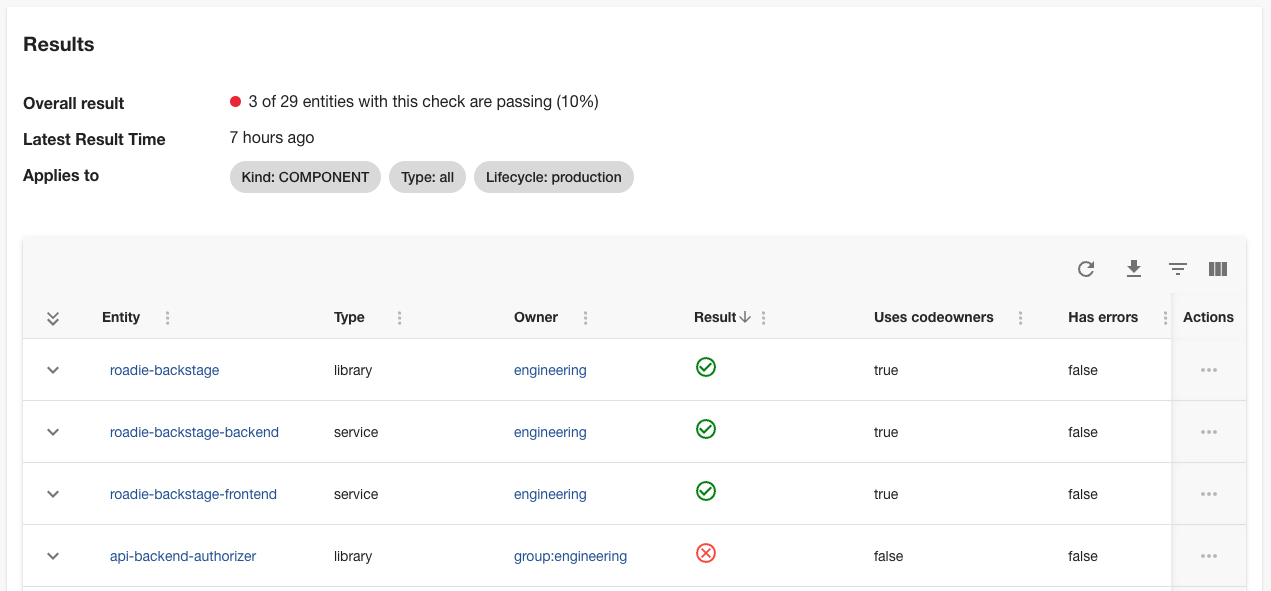 Results
Overall result 3 of 29 entities with this check are passing (10%)
Latest Result Time 7 hours ago
Applies to Kind: COMPONENT Type: all Lifecycle: production
Entity Type Owner Result Uses codeowners Has errors Actions
roadie-backstage library engineering true false
roadie-backstage-backend service engineering true false
roadie-backstage-frontend service engineering true false
api-backend-authorizer library group:engineering false false